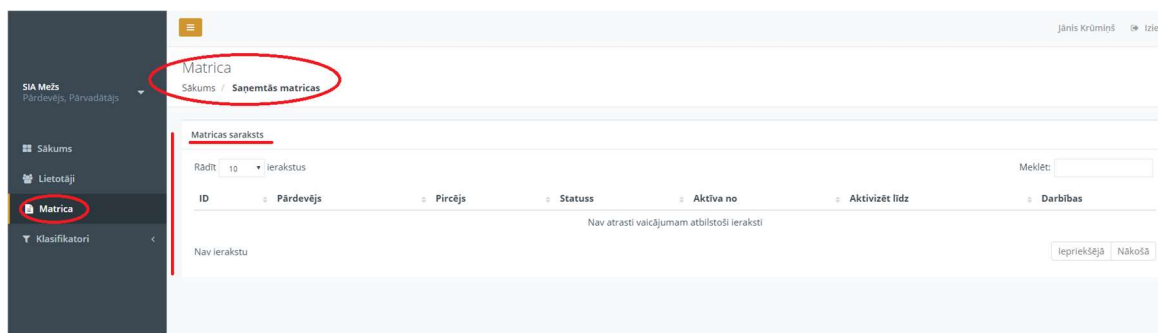 Jānis Krūmiņš Izie
SIA Mežs
Pārdevējs, Pārvadātājs
Sākums
Lietotāji
Matrica
Klasifikatori
Matrica
Sākums / Saņemtās matricas
Matricas saraksts
Rādīt 10 ierakstus Meklēt:
ID Pārdevējs Pircējs Statuss Aktīva no Aktivizēt līdz Darbības
Nav atrasti vaicājumam atbilstoši ieraksti
Nav ierakstu Iepriekšējā Nākošā